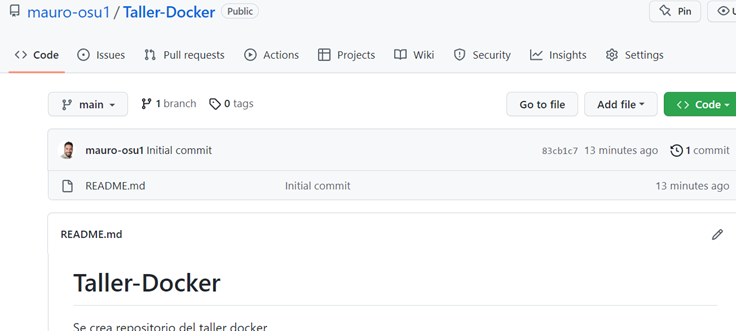 mauro-osu1 / Taller-Docker Public Pin
Code Issues Pull requests Actions Projects Wiki Security Insights Settings
main 1 branch 0 tags Go to file Add file Code
mauro-osu1 Initial commit 83cb1c7 13 minutes ago 1 commit
README.md Initial commit 13 minutes ago
README.md
Taller-Docker
Se crea repositorio del taller docker